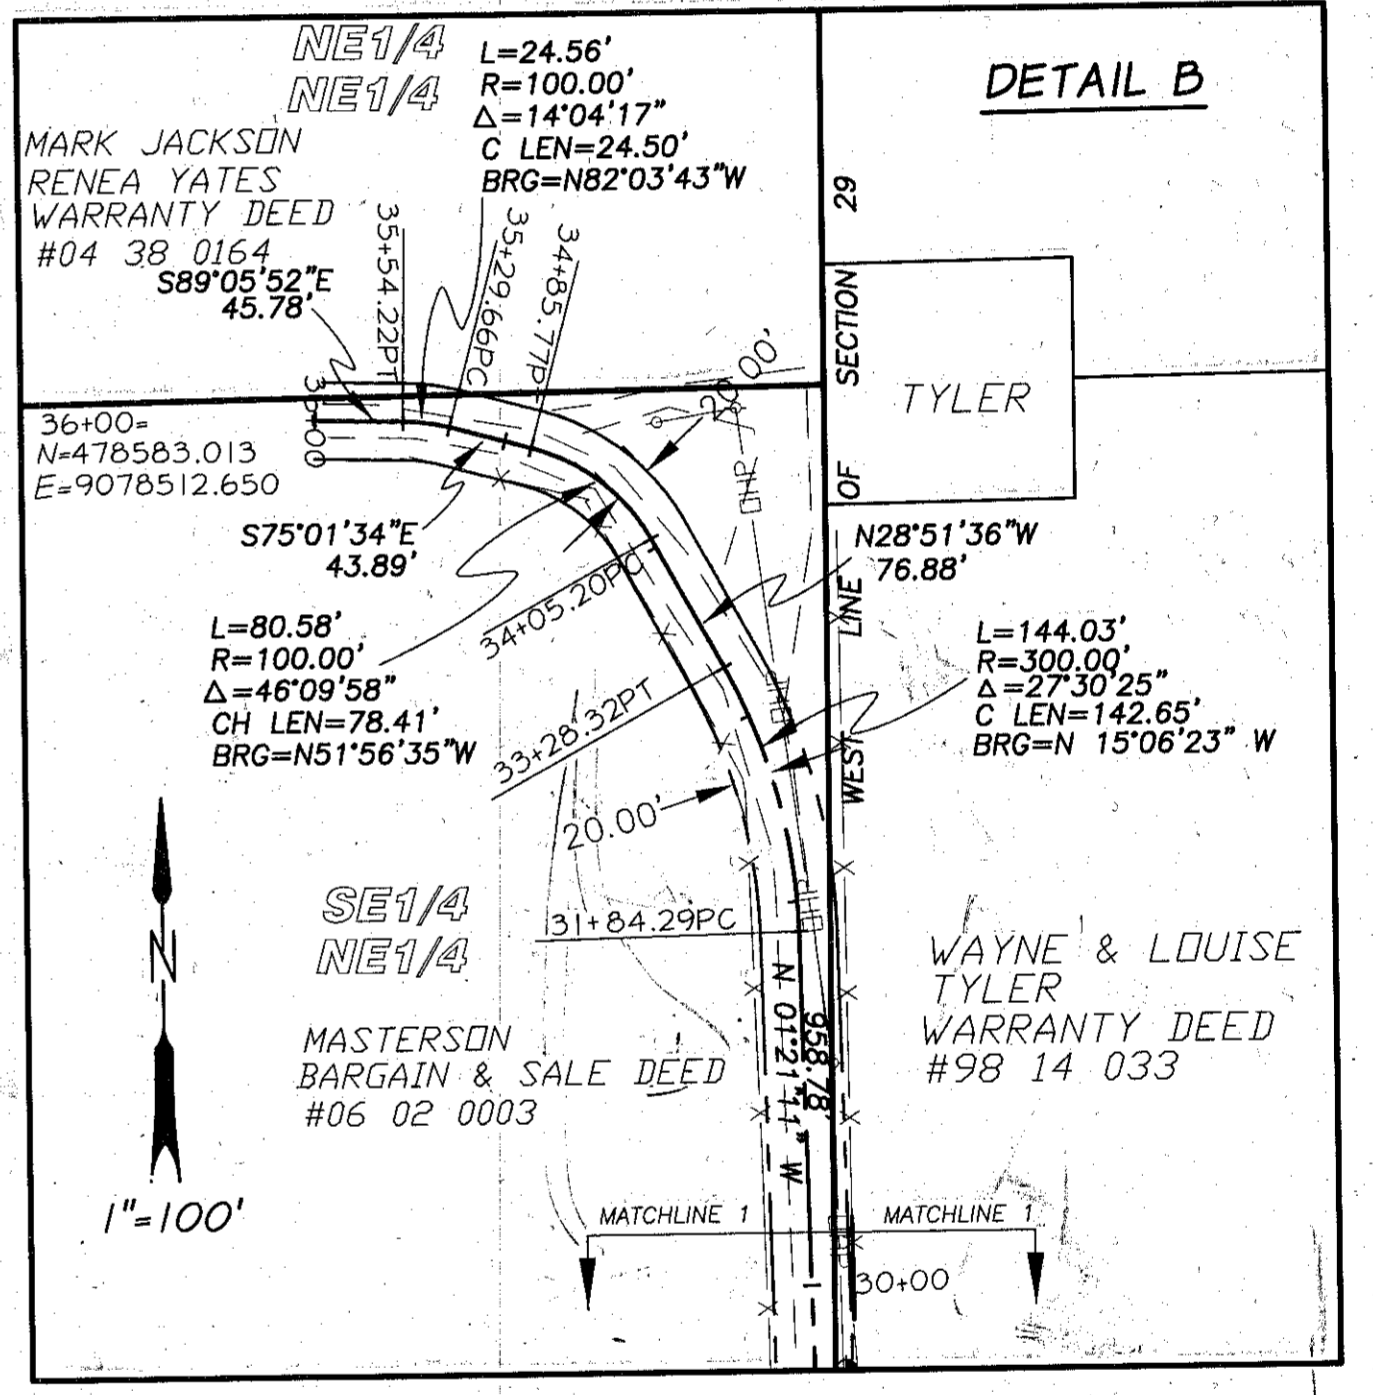 NE1/4
NE1/4
L=24.56'
R=100.00'
Δ=14°04'17"
C LEN=24.50'
BRG=N82°03'43"W
DETAIL B
MARK JACKSON
RENEA YATES
WARRANTY DEED
#04 38 0164
S89°05'52"E
45.78'
35+54.22PT
35+29.66PC
34+85.77P
20.00'
OHP
WEST LINE OF SECTION 29
TYLER
36+00=
N=478583.013
E=9078512.650
S75°01'34"E
43.89'
L=80.58'
R=100.00'
Δ=46°09'58"
CH LEN=78.41'
BRG=N51°56'35"W
34+05.20PC
N28°51'36"W
76.88'
33+28.32PT
L=144.03'
R=300.00'
Δ=27°30'25"
C LEN=142.65'
BRG=N 15°06'23" W
OHP
20.00'
N
1"=100'
SE1/4
NE1/4
31+84.29PC
OHP
MASTERSON
BARGAIN & SALE DEED
#06 02 0003
N 01°21'11" W
958.78'
WAYNE & LOUISE
TYLER
WARRANTY DEED
#98 14 033
MATCHLINE 1
MATCHLINE 1
30+00